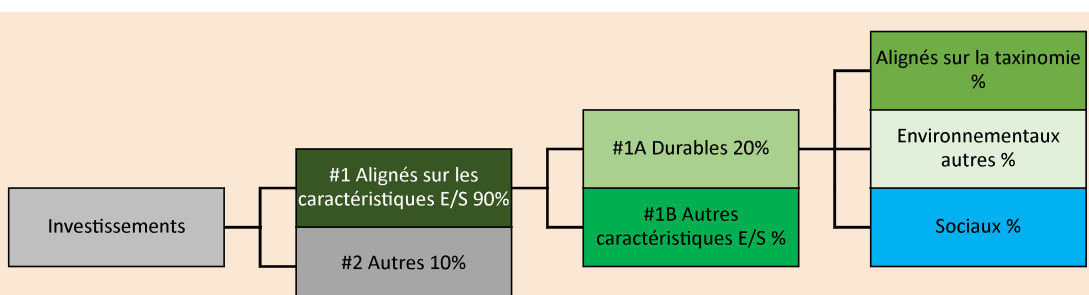 Investissements
#1 Alignés sur les
caractéristiques E/S 90%
#2 Autres 10%
#1A Durables 20%
#1B Autres
caractéristiques E/S %
Alignés sur la taxinomie
%
Environnementaux
autres %
Sociaux %